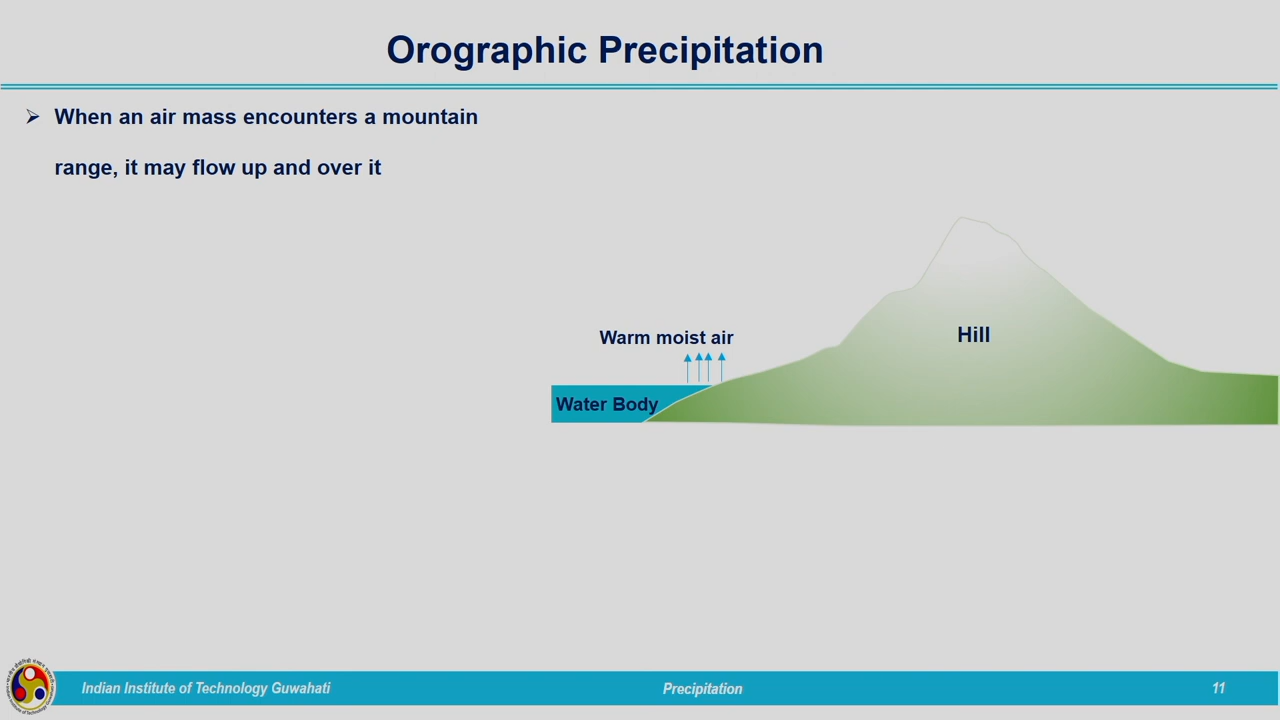 Orographic Precipitation
When an air mass encounters a mountain
range, it may flow up and over it
Warm moist air
Hill
Water Body
Indian Institute of Technology Guwahati
Precipitation
11